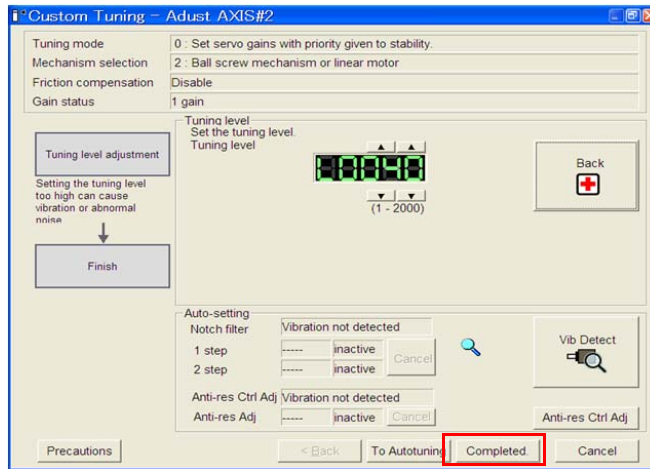 Custom Tuning - Adust AXIS#2
Tuning mode
0 : Set servo gains with priority given to stability.
Mechanism selection
2 : Ball screw mechanism or linear motor
Friction compensation
Disable
Gain status
1 gain
Tuning level adjustment
Setting the tuning level
too high can cause
vibration or abnormal
noise
Finish
Tuning level
Set the tuning level.
Tuning level
0040
(1 - 2000)
Back
Auto-setting
Notch filter
Vibration not detected
1 step
-----
inactive
Cancel
2 step
-----
inactive
Anti-res Ctrl Adj
Vibration not detected
Anti-res Adj
-----
inactive
Cancel
Vib Detect
Anti-res Ctrl Adj
Precautions
< Back
To Autotuning
Completed.
Cancel